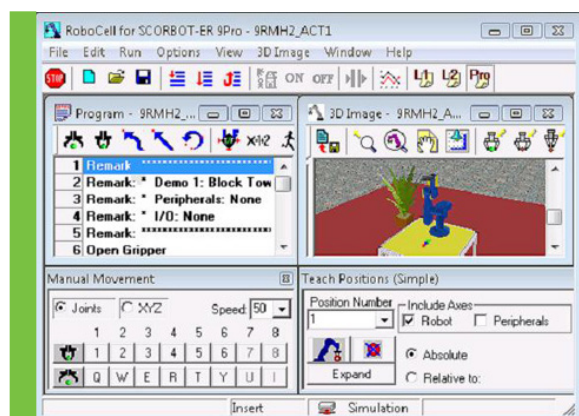 RoboCell for SCORBOT-ER 9Pro - 9RMH2_ACT1
File Edit Run Options View 3D Image Window Help
STOP ON OFF Pro
Program - 9RMH2_...
3D Image - 9RMH2_A...
1 Remark: **********************
2 Remark: * Demo 1: Block Tow
3 Remark: * Peripherals: None
4 Remark: * I/O: None
5 Remark: **********************
6 Open Gripper
Manual Movement
Joints XYZ Speed: 50
1 2 3 4 5 6 7 8
1 2 3 4 5 6 7 8
Q W E R T Y U I
Teach Positions (Simple)
Position Number
1
Include Axes
Robot Peripherals
Absolute
Expand
Relative to:
Insert Simulation